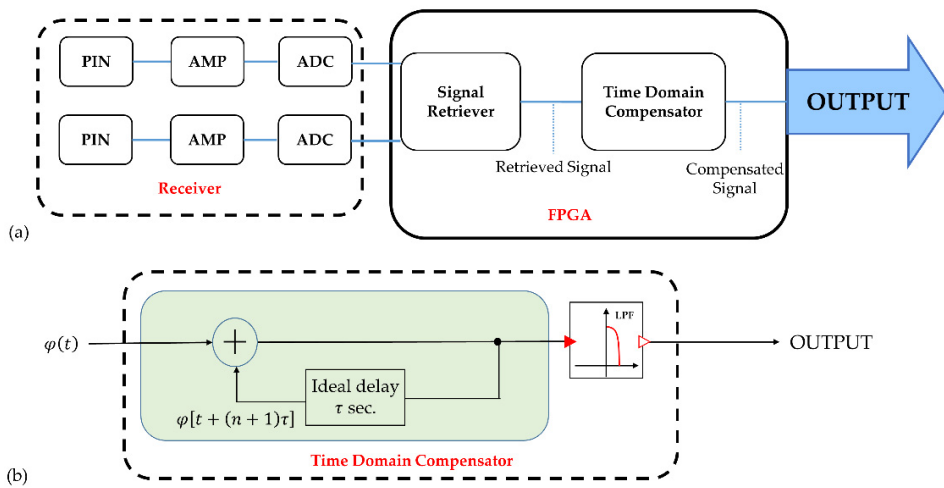 PIN AMP ADC
PIN AMP ADC
Receiver
Signal
Retriever
Time Domain
Compensator
Retrieved Signal
Compensated
Signal
FPGA
OUTPUT
(a)
φ(t)
+
Ideal delay
τ sec.
φ[t + (n + 1)τ]
LPF
OUTPUT
Time Domain Compensator
(b)